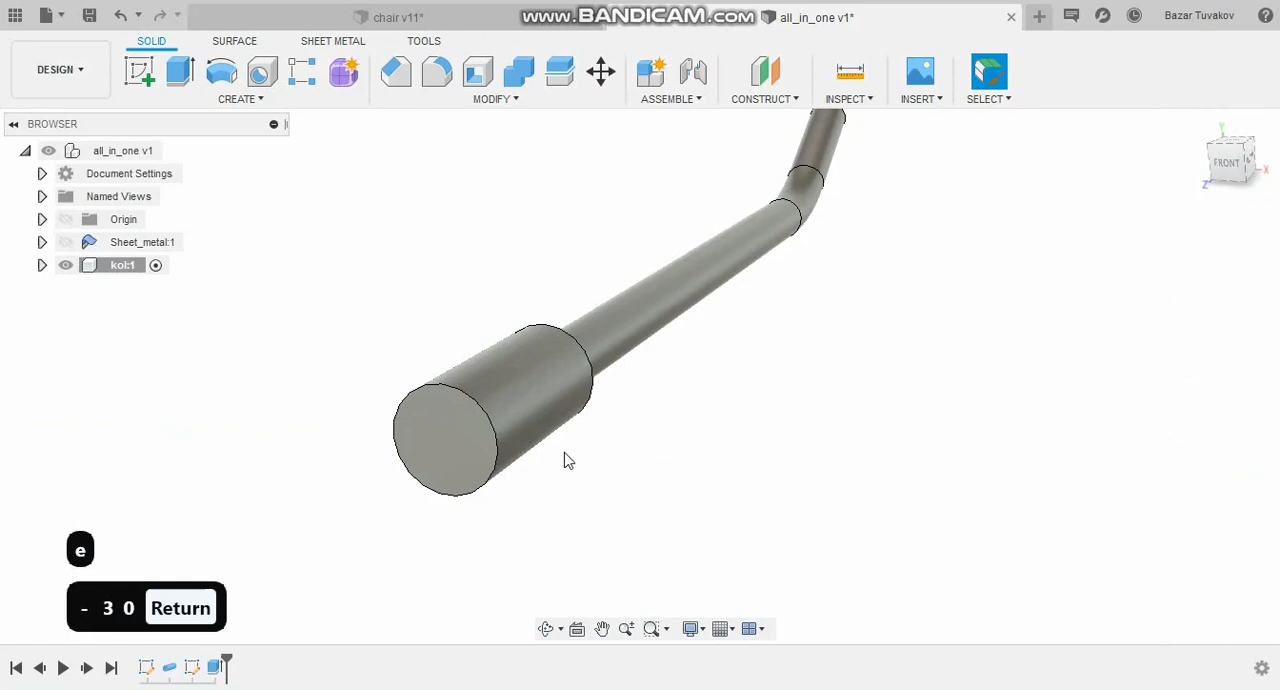 chair v11*
www.BANDICAM.com
all_in_one v1*
Bazar Tuvakov
DESIGN
SOLID
SURFACE
SHEET METAL
TOOLS
CREATE
MODIFY
ASSEMBLE
CONSTRUCT
INSPECT
INSERT
SELECT
BROWSER
all_in_one v1
Document Settings
Named Views
Origin
Sheet_metal:1
kol:1
Y
FRONT
X
Z
e
- 3 0 Return